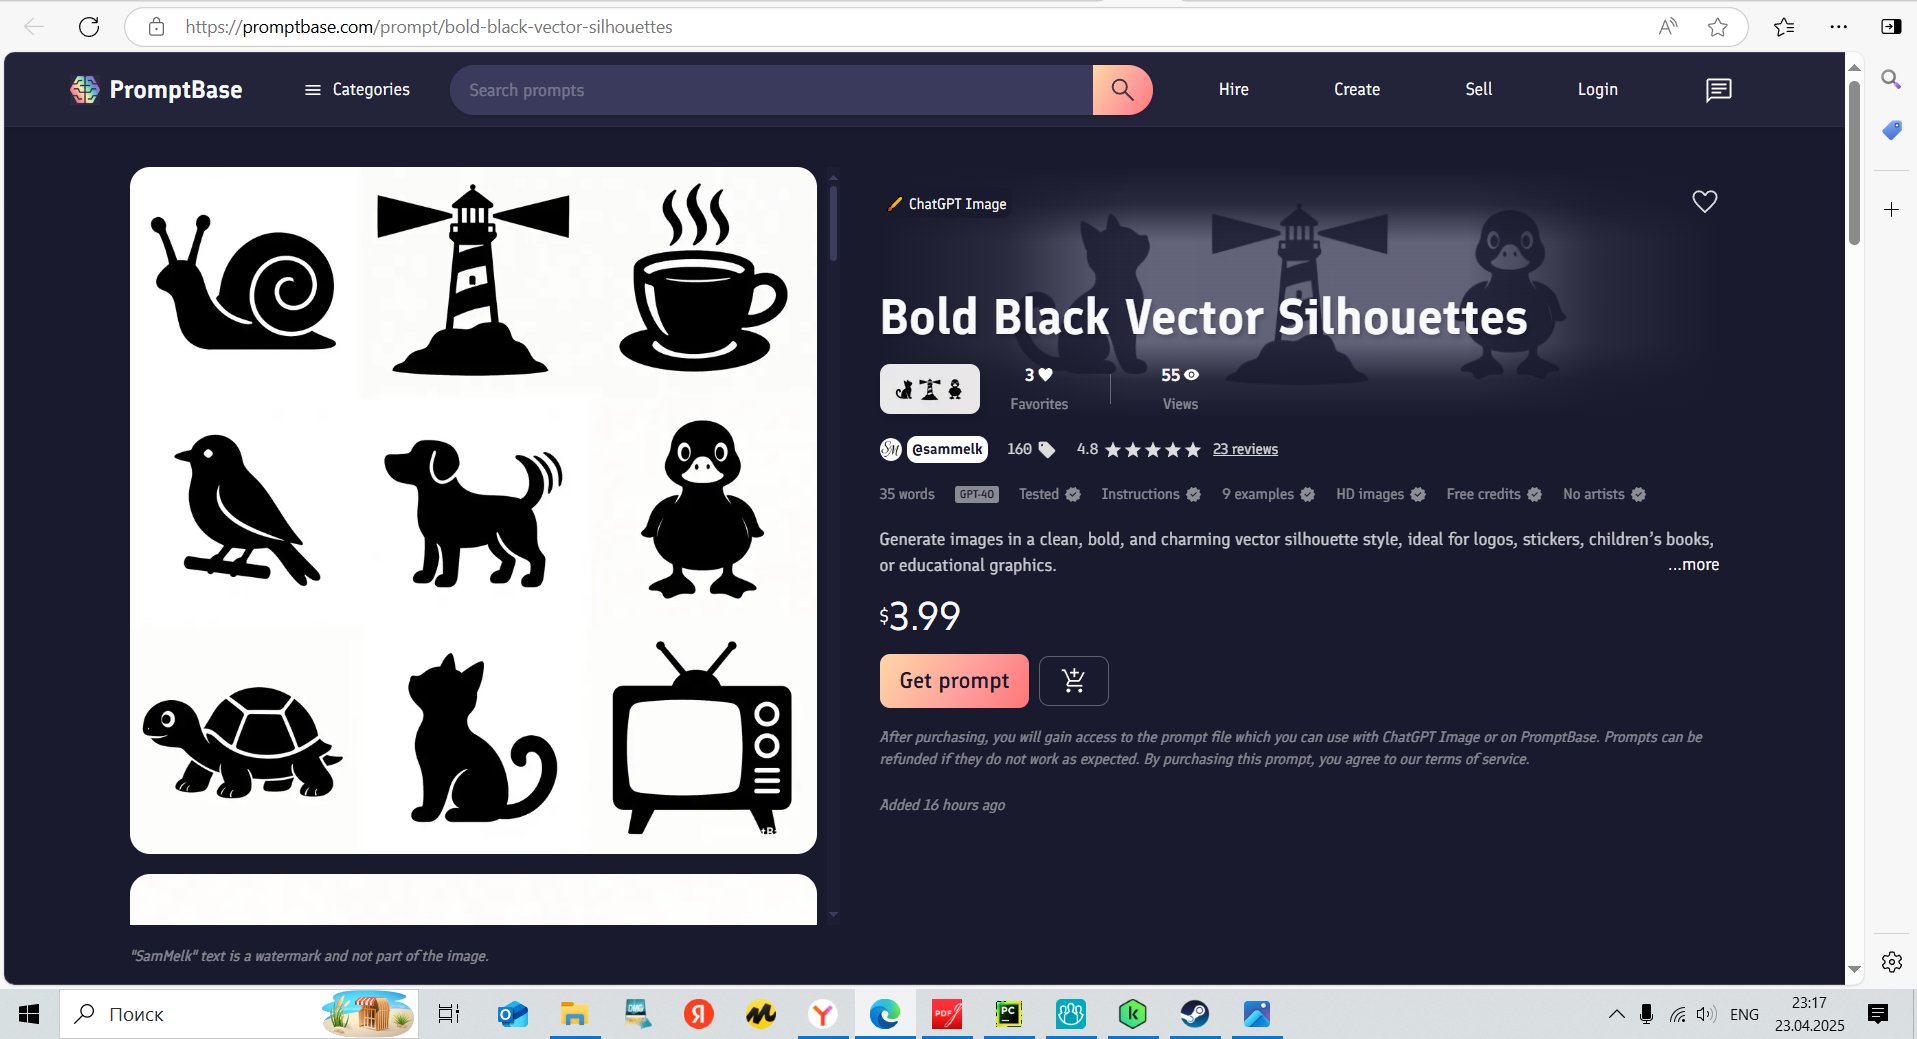 https://promptbase.com/prompt/bold-black-vector-silhouettes
PromptBase
Categories
Search prompts
Hire
Create
Sell
Login
ChatGPT Image
Bold Black Vector Silhouettes
3
Favorites
55
Views
SM
@sammelk
160
4.8
23 reviews
35 words
GPT-4O
Tested
Instructions
9 examples
HD images
Free credits
No artists
Generate images in a clean, bold, and charming vector silhouette style, ideal for logos, stickers, children’s books,
or educational graphics.
...more
$3.99
Get prompt
After purchasing, you will gain access to the prompt file which you can use with ChatGPT Image or on PromptBase. Prompts can be
refunded if they do not work as expected. By purchasing this prompt, you agree to our terms of service.
Added 16 hours ago
"SamMelk" text is a watermark and not part of the image.
Поиск
Я
Y
PDF
PC
k
ENG
23:17
23.04.2025